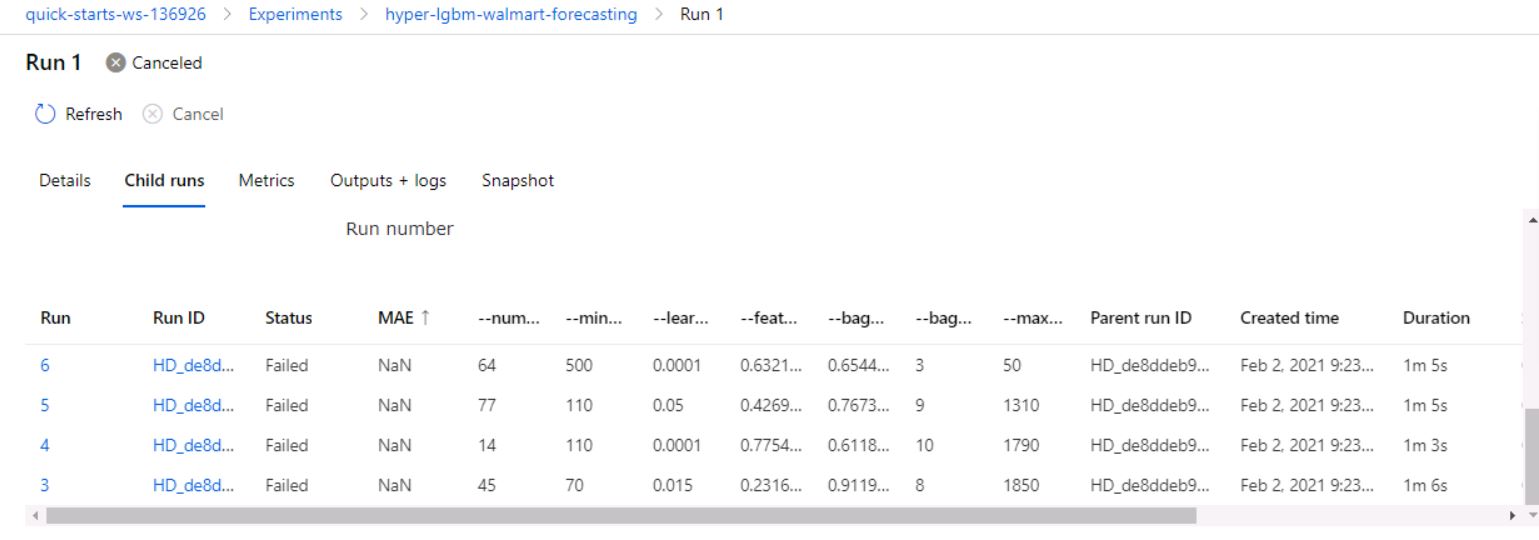 quick-starts-ws-136926 > Experiments > hyper-lgbm-walmart-forecasting > Run 1
Run 1 Canceled
Refresh Cancel
Details Child runs Metrics Outputs + logs Snapshot
Run number
Run Run ID Status MAE ↑ --num... --min... --lear... --feat... --bag... --bag... --max... Parent run ID Created time Duration
6 HD_de8d... Failed NaN 64 500 0.0001 0.6321... 0.6544... 3 50 HD_de8ddeb9... Feb 2, 2021 9:23... 1m 5s
5 HD_de8d... Failed NaN 77 110 0.05 0.4269... 0.7673... 9 1310 HD_de8ddeb9... Feb 2, 2021 9:23... 1m 5s
4 HD_de8d... Failed NaN 14 110 0.0001 0.7754... 0.6118... 10 1790 HD_de8ddeb9... Feb 2, 2021 9:23... 1m 3s
3 HD_de8d... Failed NaN 45 70 0.015 0.2316... 0.9119... 8 1850 HD_de8ddeb9... Feb 2, 2021 9:23... 1m 6s